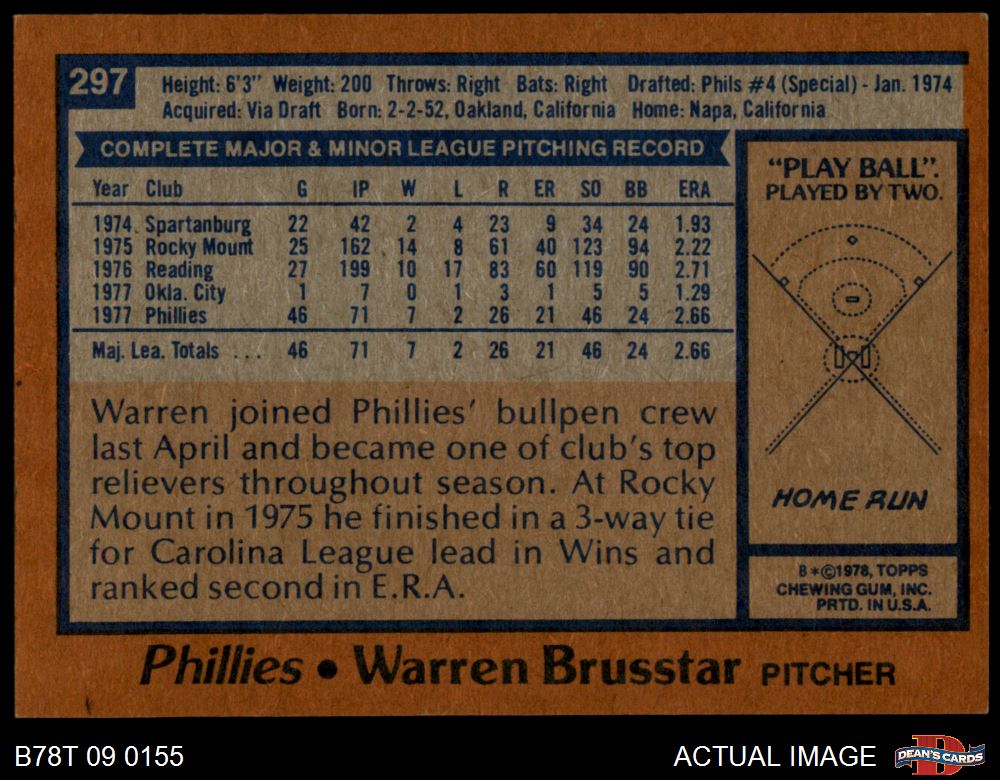 297
Height: 6'3" Weight: 200 Throws: Right Bats: Right Drafted: Phils #4 (Special) - Jan. 1974
Acquired: Via Draft Born: 2-2-52, Oakland, California Home: Napa, California
COMPLETE MAJOR & MINOR LEAGUE PITCHING RECORD
Year Club G IP W L R ER SO BB ERA
1974 Spartanburg 22 42 2 4 23 9 34 24 1.93
1975 Rocky Mount 25 162 14 8 61 40 123 94 2.22
1976 Reading 27 199 10 17 83 60 119 90 2.71
1977 Okla. City 1 7 0 1 3 1 5 5 1.29
1977 Phillies 46 71 7 2 26 21 46 24 2.66
Maj. Lea. Totals ... 46 71 7 2 26 21 46 24 2.66
Warren joined Phillies' bullpen crew
last April and became one of club's top
relievers throughout season. At Rocky
Mount in 1975 he finished in a 3-way tie
for Carolina League lead in Wins and
ranked second in E.R.A.
"PLAY BALL".
PLAYED BY TWO.
HOME RUN
B*©1978, TOPPS
CHEWING GUM, INC.
PRTD. IN U.S.A.
Phillies • Warren Brusstar PITCHER
B78T 09 0155
ACTUAL IMAGE
D
DEAN'S CARDS